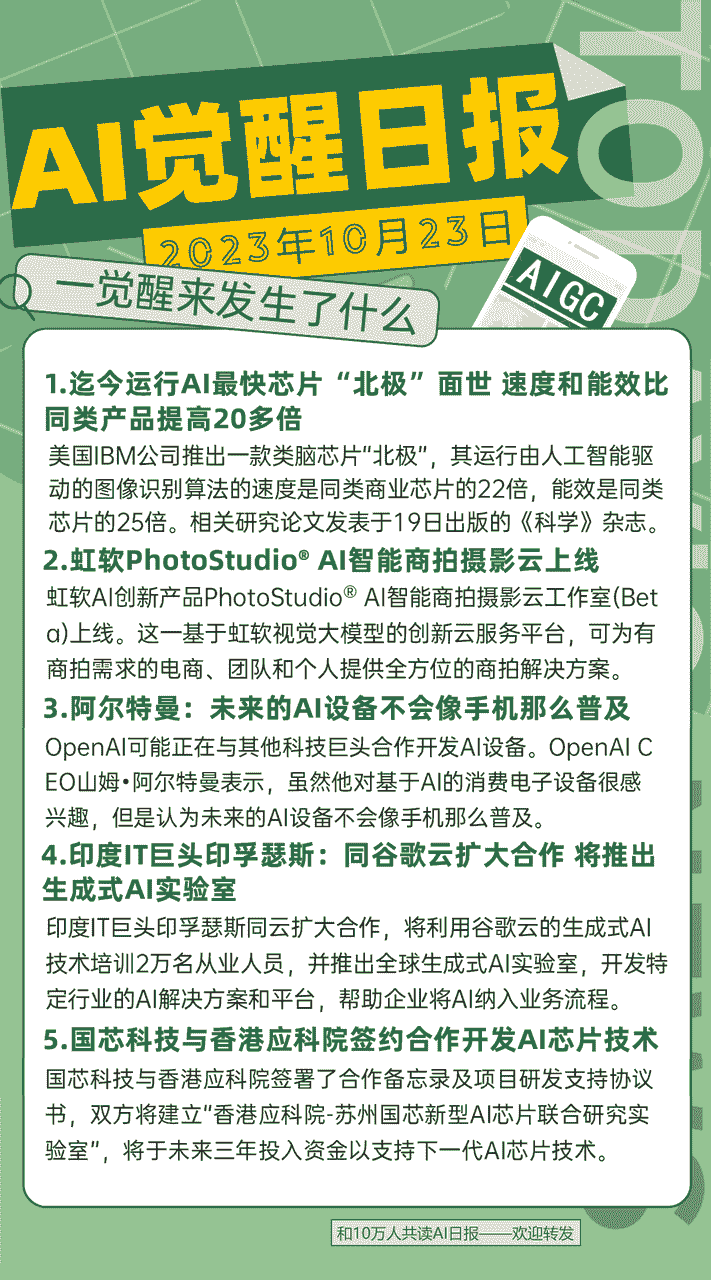 AI觉醒日报
2023年10月23日
一觉醒来发生了什么
AIGC
1.迄今运行AI最快芯片“北极”面世 速度和能效比
同类产品提高20多倍
美国IBM公司推出一款类脑芯片“北极”，其运行由人工智能驱
动的图像识别算法的速度是同类商业芯片的22倍，能效是同类
芯片的25倍。相关研究论文发表于19日出版的《科学》杂志。
2.虹软PhotoStudio® AI智能商拍摄影云上线
虹软AI创新产品PhotoStudio® AI智能商拍摄影云工作室(Bet
a)上线。这一基于虹软视觉大模型的创新云服务平台，可为有
商拍需求的电商、团队和个人提供全方位的商拍解决方案。
3.阿尔特曼：未来的AI设备不会像手机那么普及
OpenAI可能正在与其他科技巨头合作开发AI设备。OpenAI C
EO山姆•阿尔特曼表示，虽然他对基于AI的消费电子设备很感
兴趣，但是认为未来的AI设备不会像手机那么普及。
4.印度IT巨头印孚瑟斯：同谷歌云扩大合作 将推出
生成式AI实验室
印度IT巨头印孚瑟斯同云扩大合作，将利用谷歌云的生成式AI
技术培训2万名从业人员，并推出全球生成式AI实验室，开发特
定行业的AI解决方案和平台，帮助企业将AI纳入业务流程。
5.国芯科技与香港应科院签约合作开发AI芯片技术
国芯科技与香港应科院签署了合作备忘录及项目研发支持协议
书，双方将建立“香港应科院-苏州国芯新型AI芯片联合研究实
验室”，将于未来三年投入资金以支持下一代AI芯片技术。
和10万人共读AI日报——欢迎转发